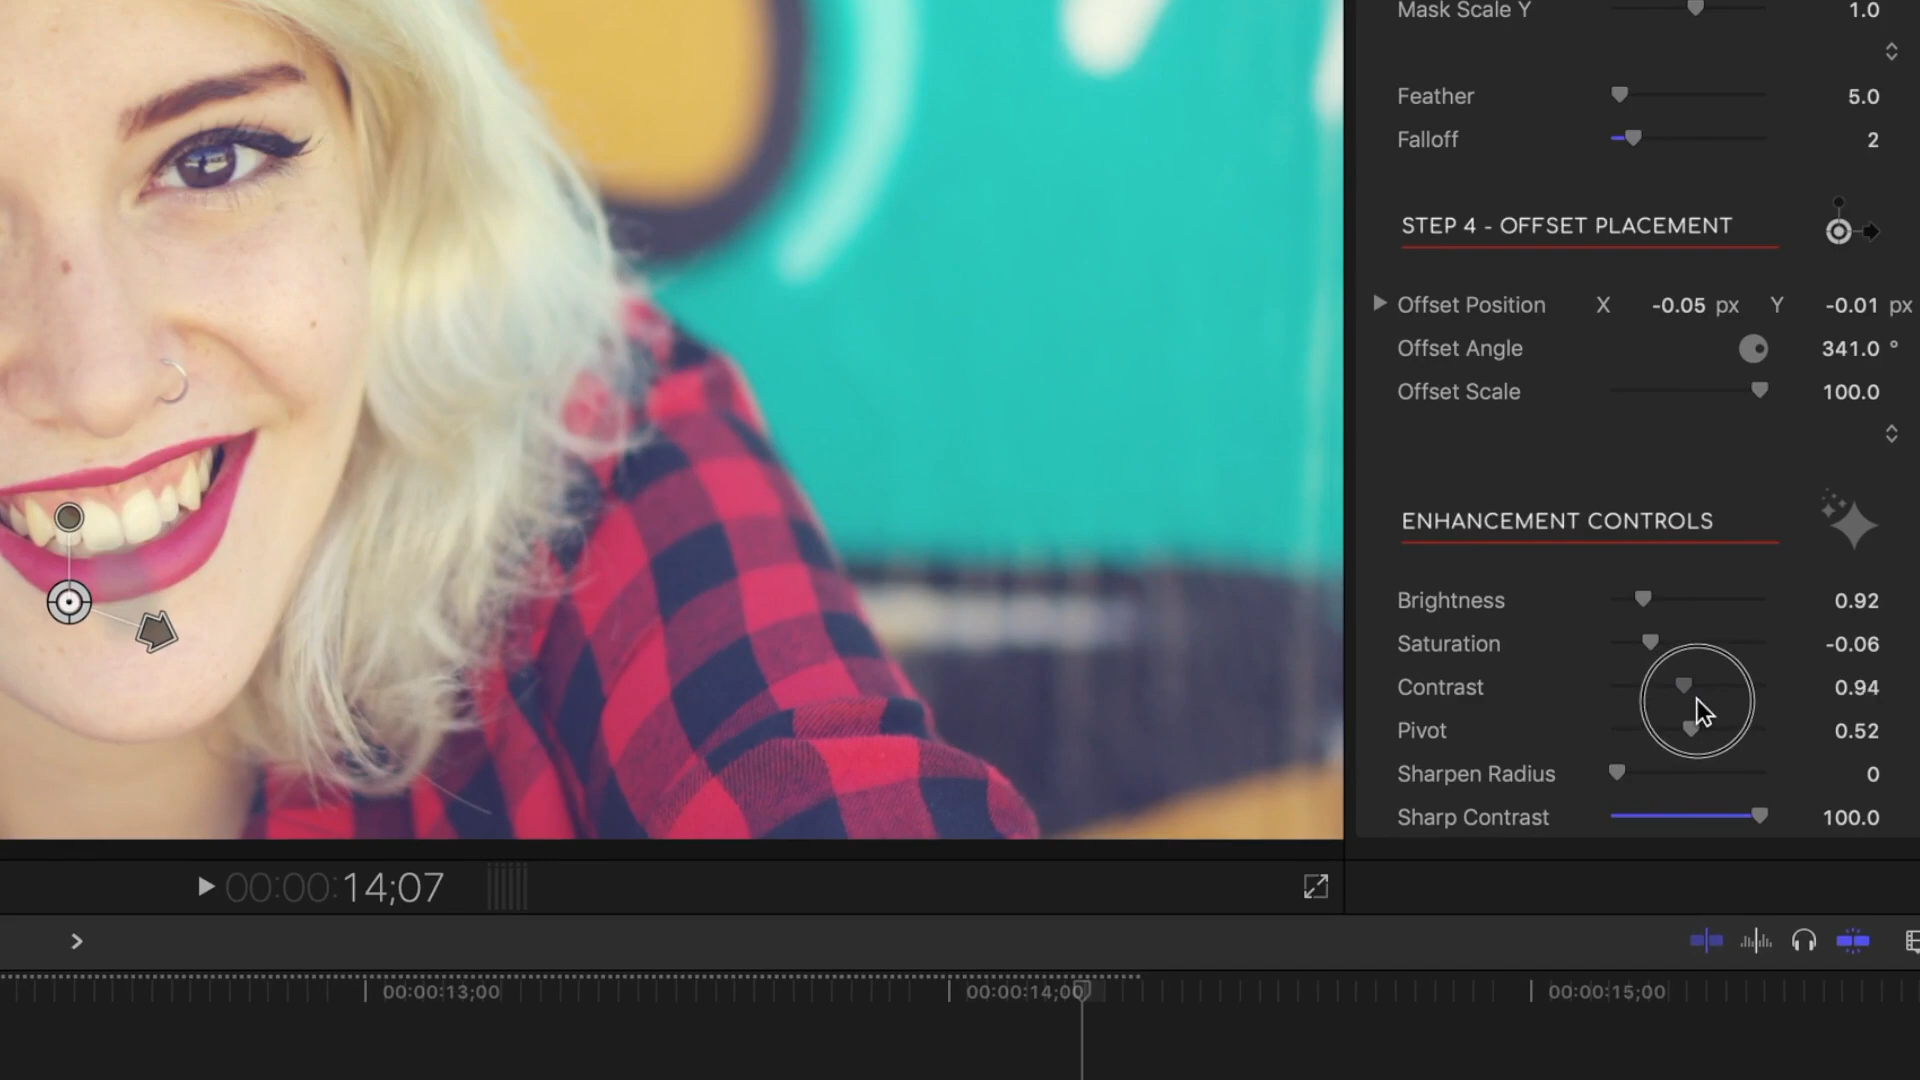 Mask Scale Y 1.0
Feather 5.0
Falloff 2
STEP 4 - OFFSET PLACEMENT
Offset Position X -0.05 px Y -0.01 px
Offset Angle 341.0 °
Offset Scale 100.0
ENHANCEMENT CONTROLS
Brightness 0.92
Saturation -0.06
Contrast 0.94
Pivot 0.52
Sharpen Radius 0
Sharp Contrast 100.0
00:00:14;07
00:00:13;00 00:00:14;00 00:00:15;00